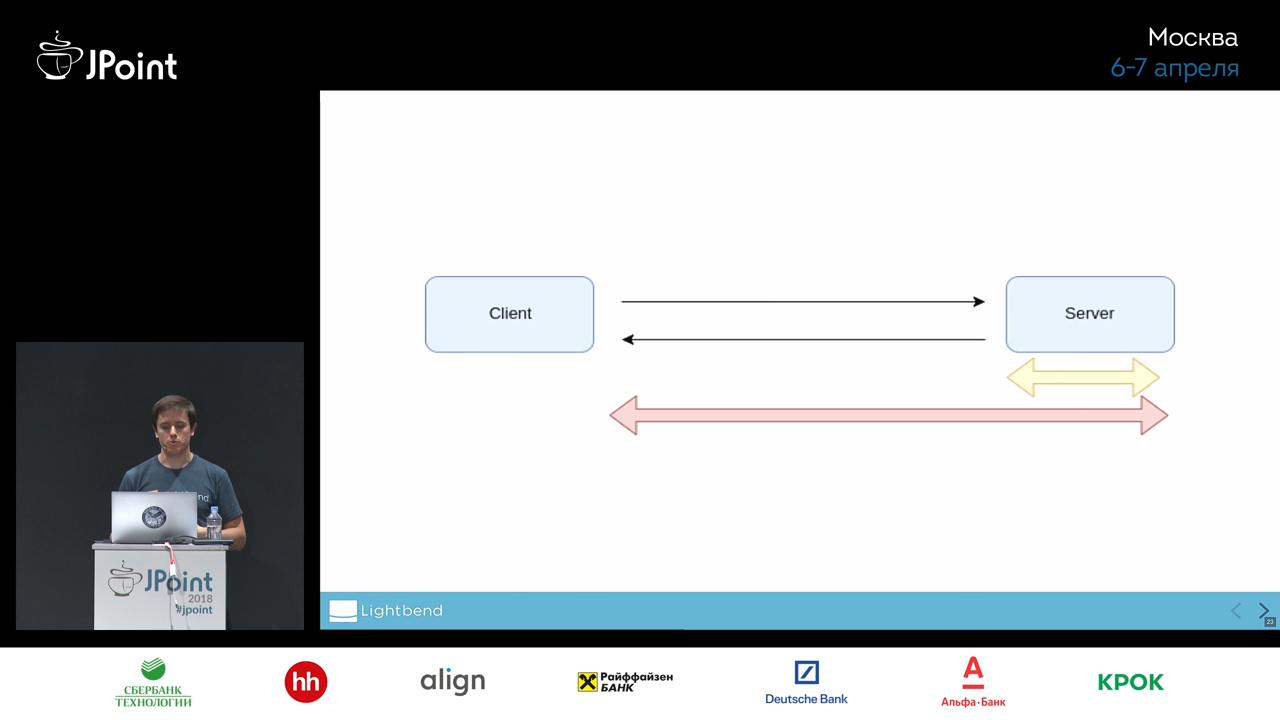 JPoint
Москва
6-7 апреля
Client
Server
Lightbend
23
JPoint
2018
#jpoint
СБЕРБАНК
ТЕХНОЛОГИИ
hh
align
Райффайзен
БАНК
Deutsche Bank
А
Альфа·Банк
КРОК